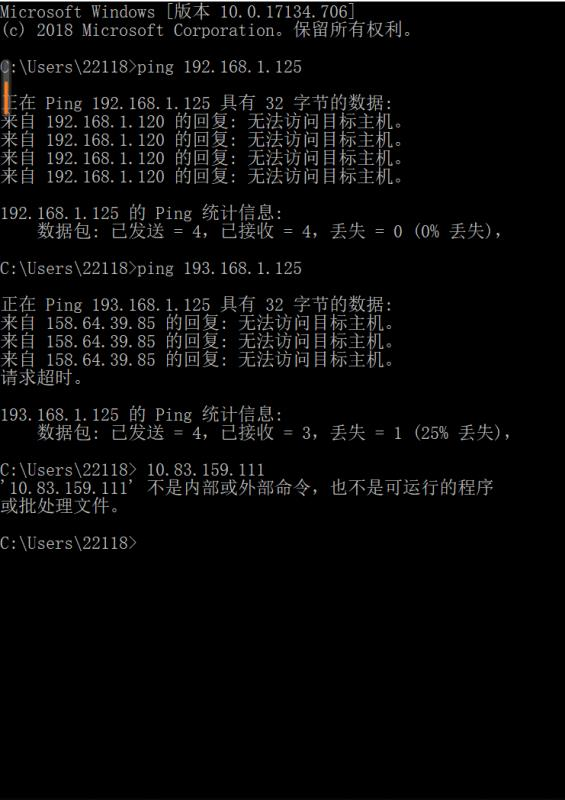 Microsoft Windows [版本 10.0.17134.706]
(c) 2018 Microsoft Corporation。保留所有权利。
C:\Users\22118>ping 192.168.1.125
正在 Ping 192.168.1.125 具有 32 字节的数据:
来自 192.168.1.120 的回复: 无法访问目标主机。
来自 192.168.1.120 的回复: 无法访问目标主机。
来自 192.168.1.120 的回复: 无法访问目标主机。
来自 192.168.1.120 的回复: 无法访问目标主机。
192.168.1.125 的 Ping 统计信息:
数据包: 已发送 = 4，已接收 = 4，丢失 = 0 (0% 丢失)，
C:\Users\22118>ping 193.168.1.125
正在 Ping 193.168.1.125 具有 32 字节的数据:
来自 158.64.39.85 的回复: 无法访问目标主机。
来自 158.64.39.85 的回复: 无法访问目标主机。
来自 158.64.39.85 的回复: 无法访问目标主机。
请求超时。
193.168.1.125 的 Ping 统计信息:
数据包: 已发送 = 4，已接收 = 3，丢失 = 1 (25% 丢失)，
C:\Users\22118> 10.83.159.111
'10.83.159.111' 不是内部或外部命令，也不是可运行的程序
或批处理文件。
C:\Users\22118>